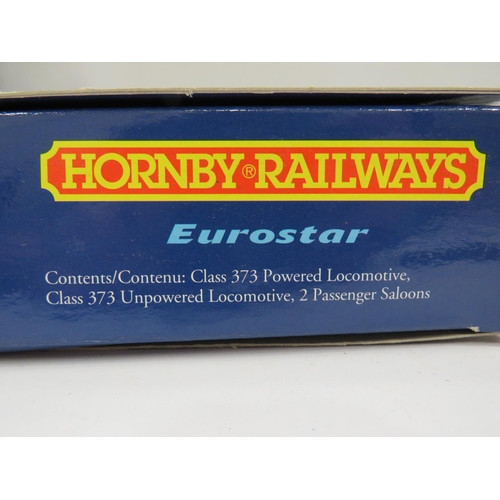 HORNBY® RAILWAYS
Eurostar
Contents/Contenu: Class 373 Powered Locomotive,
Class 373 Unpowered Locomotive, 2 Passenger Saloons